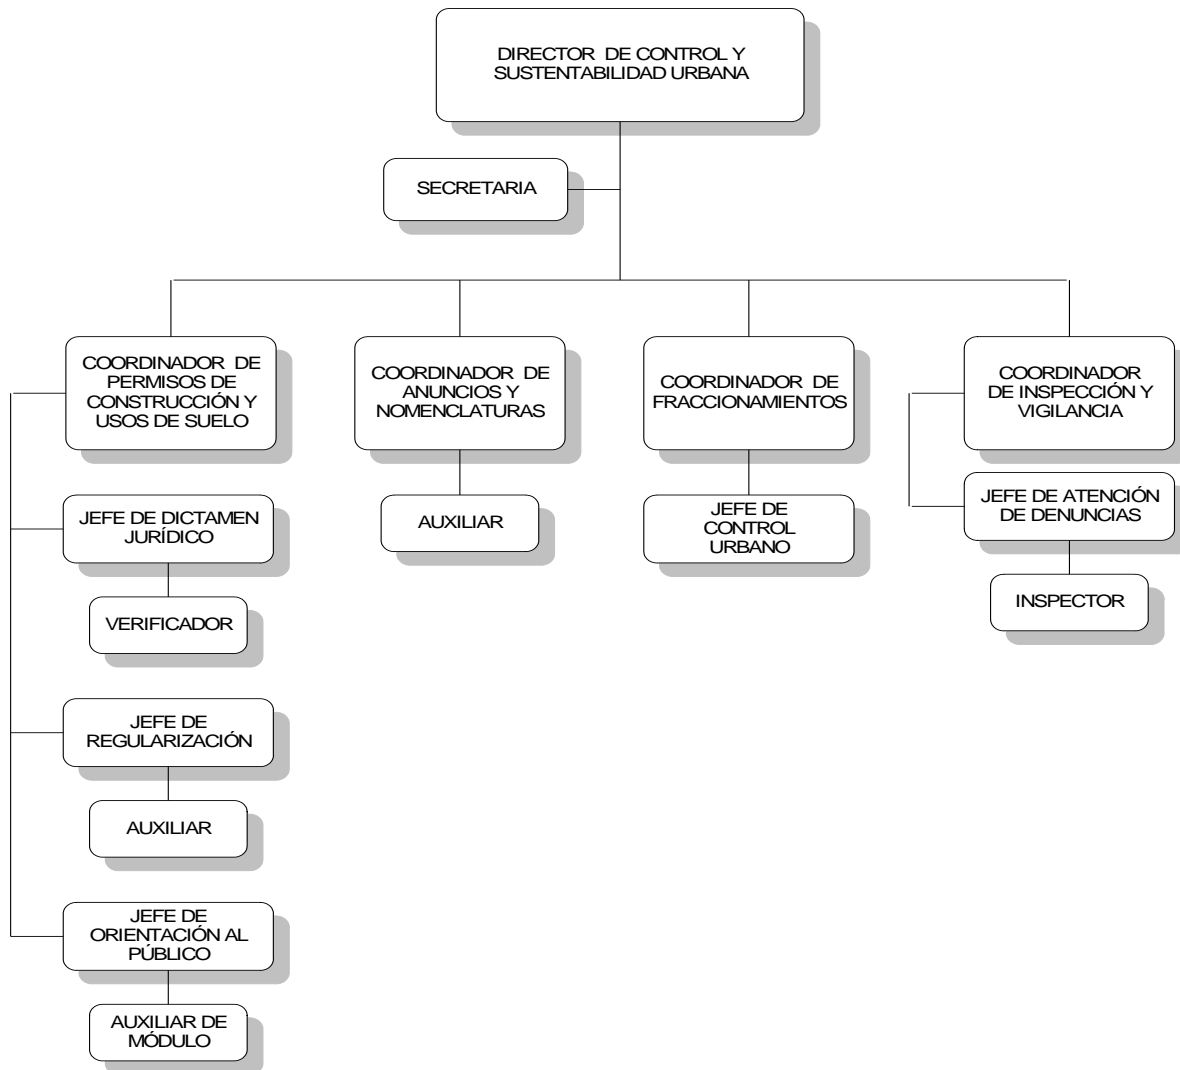 DIRECTOR DE CONTROL Y
SUSTENTABILIDAD URBANA
SECRETARIA
COORDINADOR DE
PERMISOS DE
CONSTRUCCIÓN Y
USOS DE SUELO
COORDINADOR DE
ANUNCIOS Y
NOMENCLATURAS
COORDINADOR DE
FRACCIONAMIENTOS
COORDINADOR
DE INSPECCIÓN Y
VIGILANCIA
JEFE DE DICTAMEN
JURÍDICO
AUXILIAR
JEFE DE
CONTROL
URBANO
JEFE DE ATENCIÓN
DE DENUNCIAS
VERIFICADOR
INSPECTOR
JEFE DE
REGULARIZACIÓN
AUXILIAR
JEFE DE
ORIENTACIÓN AL
PÚBLICO
AUXILIAR DE
MÓDULO